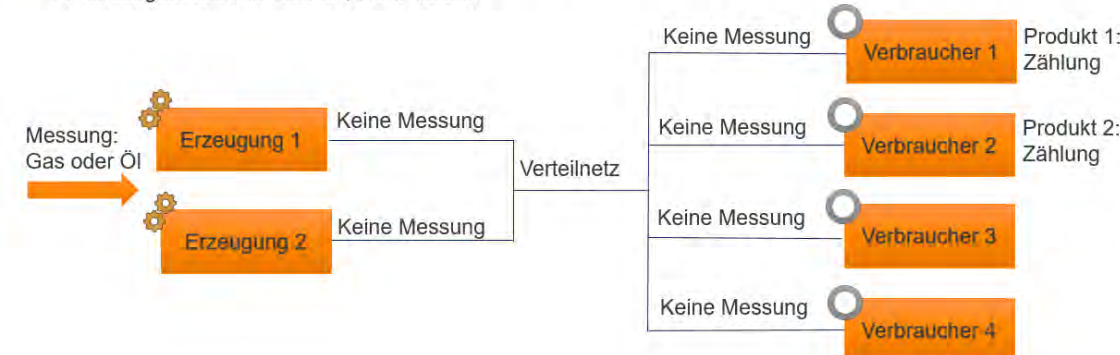 Keine Messung
Verbraucher 1
Produkt 1:
Zählung
Messung:
Gas oder Öl
Erzeugung 1
Keine Messung
Keine Messung
Verbraucher 2
Produkt 2:
Zählung
Verteilnetz
Erzeugung 2
Keine Messung
Keine Messung
Verbraucher 3
Keine Messung
Verbraucher 4